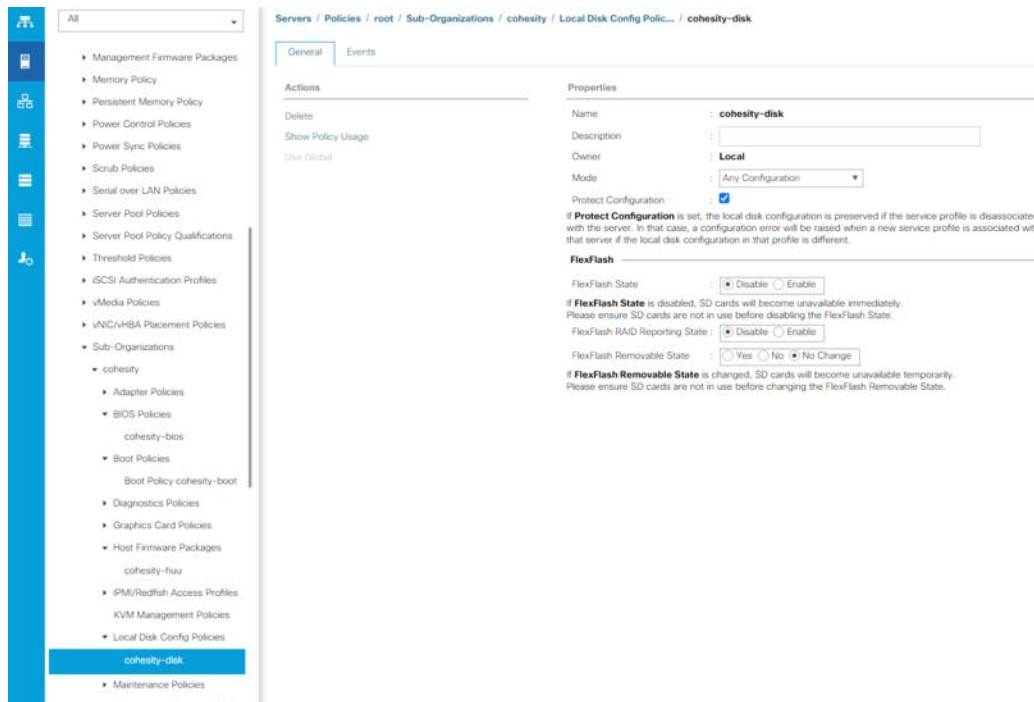 All
Management Firmware Packages
Memory Policy
Persistent Memory Policy
Power Control Policies
Power Sync Policies
Scrub Policies
Serial over LAN Policies
Server Pool Policies
Server Pool Policy Qualifications
Threshold Policies
iSCSI Authentication Profiles
vMedia Policies
vNIC/vHBA Placement Policies
Sub-Organizations
cohesity
Adapter Policies
BIOS Policies
cohesity-bios
Boot Policies
Boot Policy cohesity-boot
Diagnostics Policies
Graphics Card Policies
Host Firmware Packages
cohesity-huu
IPMI/Redfish Access Profiles
KVM Management Policies
Local Disk Config Policies
cohesity-disk
Maintenance Policies
Servers / Policies / root / Sub-Organizations / cohesity / Local Disk Config Polic... / cohesity-disk
General Events
Actions
Delete
Show Policy Usage
Use Global
Properties
Name : cohesity-disk
Description :
Owner : Local
Mode : Any Configuration
Protect Configuration :
If Protect Configuration is set, the local disk configuration is preserved if the service profile is disassociated
with the server. In that case, a configuration error will be raised when a new service profile is associated wit
that server if the local disk configuration in that profile is different.
FlexFlash
FlexFlash State : Disable Enable
If FlexFlash State is disabled, SD cards will become unavailable immediately.
Please ensure SD cards are not in use before disabling the FlexFlash State.
FlexFlash RAID Reporting State : Disable Enable
FlexFlash Removable State : Yes No No Change
If FlexFlash Removable State is changed, SD cards will become unavailable temporarily.
Please ensure SD cards are not in use before changing the FlexFlash Removable State.